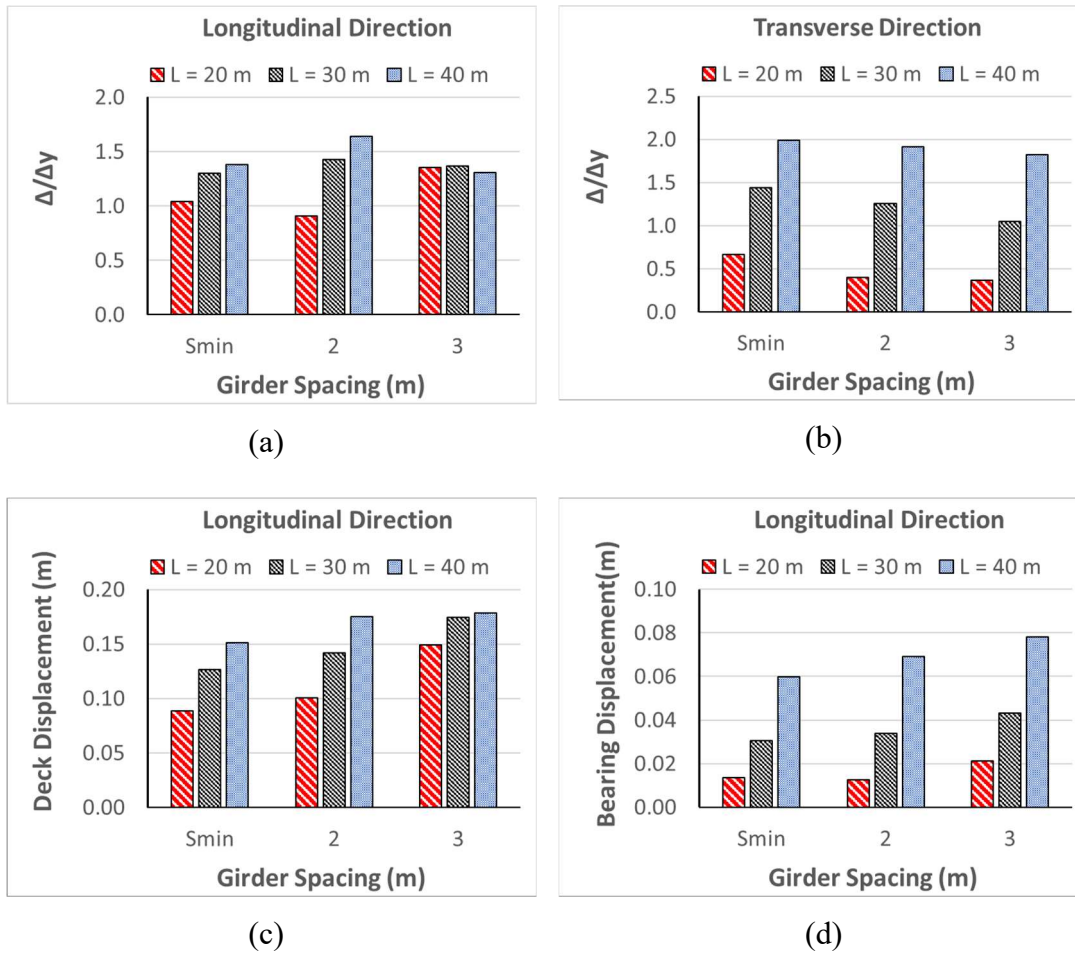 Longitudinal Direction
L = 20 m L = 30 m L = 40 m
2.0
1.5
1.0
0.5
0.0
Δ/Δy
Smin 2 3
Girder Spacing (m)
(a)
Transverse Direction
L = 20 m L = 30 m L = 40 m
2.5
2.0
1.5
1.0
0.5
0.0
Δ/Δy
Smin 2 3
Girder Spacing (m)
(b)
Longitudinal Direction
L = 20 m L = 30 m L = 40 m
0.20
0.15
0.10
0.05
0.00
Deck Displacement (m)
Smin 2 3
Girder Spacing (m)
(c)
Longitudinal Direction
L = 20 m L = 30 m L = 40 m
0.10
0.08
0.06
0.04
0.02
0.00
Bearing Displacement(m)
Smin 2 3
Girder Spacing (m)
(d)